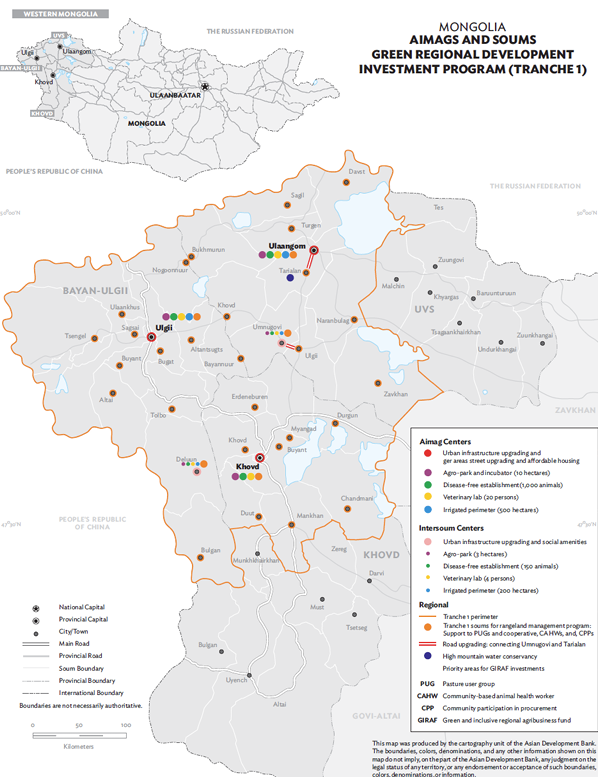 WESTERN MONGOLIA
MONGOLIA
AIMAGS AND SOUMS
GREEN REGIONAL DEVELOPMENT
INVESTMENT PROGRAM (TRANCHE 1)
THE RUSSIAN FEDERATION
UVS
Ulgii
Ulaangom
BAYAN-ULGII
Khovd
KHOVD
ULAANBAATAR
MONGOLIA
PEOPLE'S REPUBLIC OF CHINA
THE RUSSIAN FEDERATION
50°00'N
50°00'N
Davst
Sagil
Turgen
Tes
Ulaangom
Bukhmurun
Nogoonnuur
Tarialan
Zuungovi
Malchin
Khyargas
Baruunturuun
BAYAN-ULGII
UVS
Ulaankhus
Khovd
Umnugovi
Naranbulag
Tsagaankhairkhan
Sagsai
Ulgii
Tsengel
Altantsugts
Ulgii
Undurkhangai
Zuunkhangai
Buyant
Bugat
Bayannuur
Altai
Zavkhan
Tolbo
Erdeneburen
ZAVKHAN
Durgun
Myangad
Khovd
Buyant
Deluun
Khovd
Chandmani
Duut
Mankhan
47°30'N
47°30'N
PEOPLE'S REPUBLIC
OF CHINA
Bulgan
Munkhkhairkhan
Zereg
KHOVD
Darvi
Must
Tsetseg
Bulgan
Uyench
Altai
GOVI-ALTAI
Aimag Centers
Urban infrastructure upgrading and
ger areas street upgrading and affordable housing
Agro-park and incubator (10 hectares)
Disease-free establishment (1,000 animals)
Veterinary lab (20 persons)
Irrigated perimeter (500 hectares)
Intersoum Centers
Urban infrastructure upgrading and social amenities
Agro-park (3 hectares)
Disease-free establishment (150 animals)
Veterinary lab (4 persons)
Irrigated perimeter (200 hectares)
Regional
Tranche 1 perimeter
Tranche 1 soums for rangeland management program:
Support to PUGs and cooperative, CAHWs, and, CPPs
Road upgrading: connecting Umnugovi and Tarialan
High mountain water conservancy
Priority areas for GIRAF investments
PUG Pasture user group
CAHW Community-based animal health worker
CPP Community participation in procurement
GIRAF Green and inclusive regional agribusiness fund
National Capital
Provincial Capital
City/Town
Main Road
Provincial Road
Soum Boundary
Provincial Boundary
International Boundary
Boundaries are not necessarily authoritative.
0 50 100
Kilometers
This map was produced by the cartography unit of the Asian Development Bank.
The boundaries, colors, denominations, and any other information shown on this
map do not imply, on the part of the Asian Development Bank, any judgment on the
legal status of any territory, or any endorsement or acceptance of such boundaries,
colors, denominations, or information.